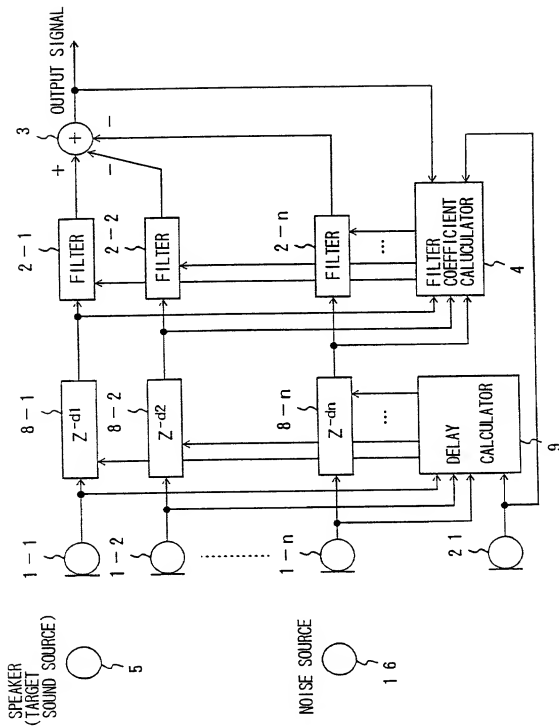 SPEAKER
(TARGET
SOUND SOURCE)
5
NOISE SOURCE
16
1-1
1-2
1-n
21
8-1
Z-d1
8-2
Z-d2
8-n
Z-dn
...
DELAY
CALCULATOR
9
2-1
FILTER
2-2
FILTER
2-n
FILTER
...
FILTER
COEFFICIENT
CALUCULATOR
4
3
+
+
-
-
OUTPUT SIGNAL